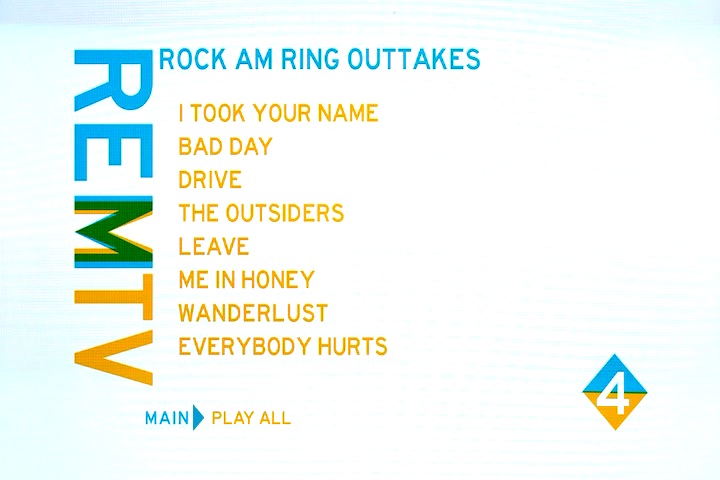 REMTV
ROCK AM RING OUTTAKES
I TOOK YOUR NAME
BAD DAY
DRIVE
THE OUTSIDERS
LEAVE
ME IN HONEY
WANDERLUST
EVERYBODY HURTS
MAIN PLAY ALL
4